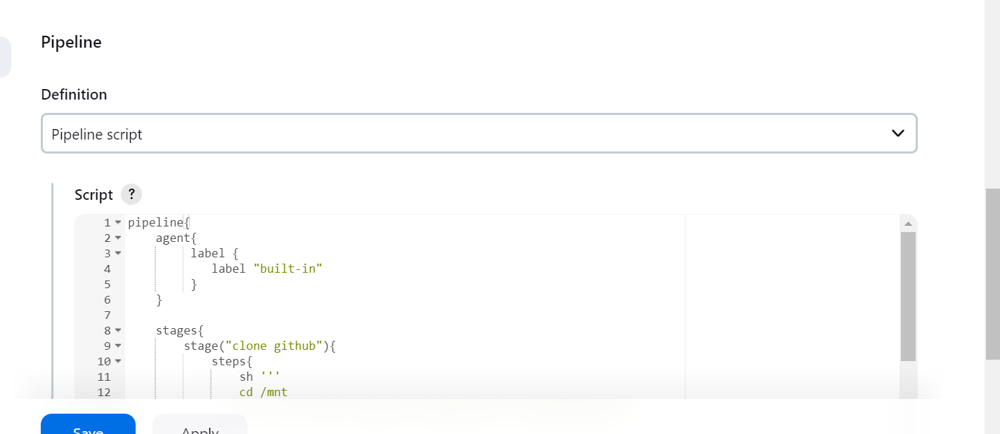 Pipeline
Definition
Pipeline script
Script ?
1 pipeline{
2 agent{
3 label {
4 label "built-in"
5 }
6 }
7
8 stages{
9 stage("clone github"){
10 steps{
11 sh '''
12 cd /mnt
Save Apply